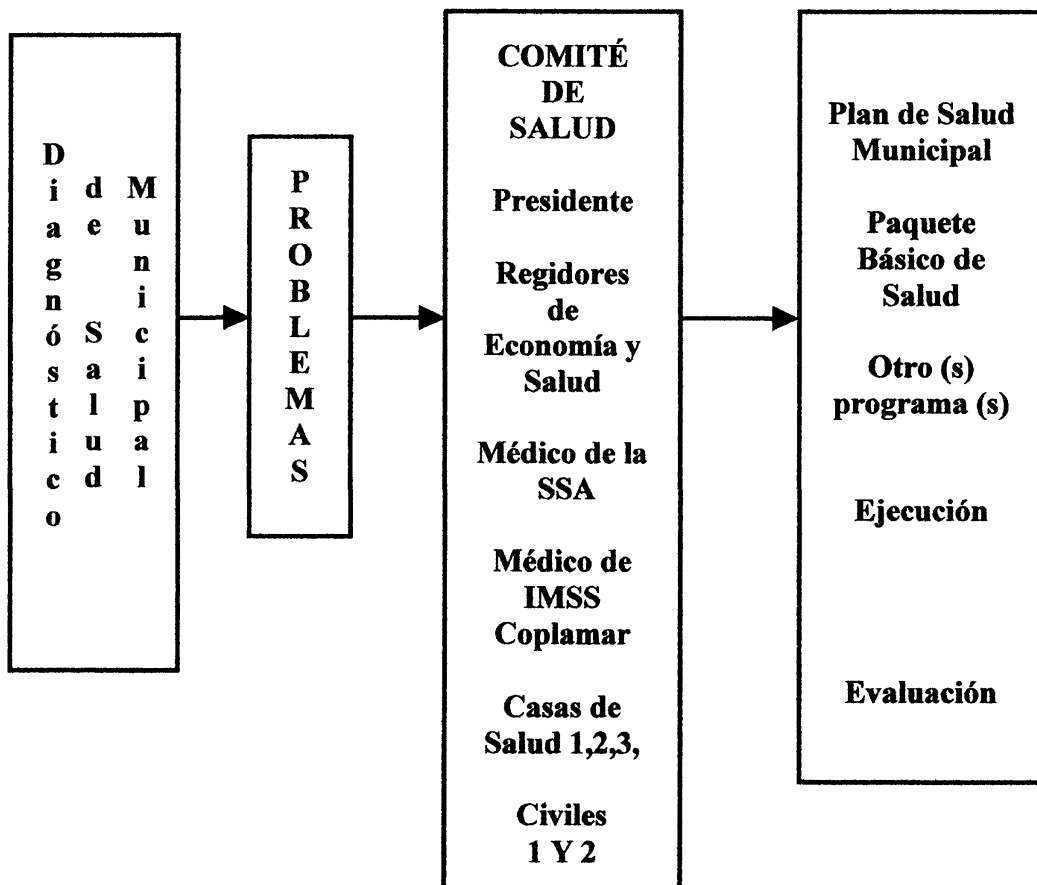 Diagnóstico
de Salud
Municipal
PROBLEMAS
COMITÉ
DE
SALUD
Presidente
Regidores
de
Economía y
Salud
Médico de la
SSA
Médico de
IMSS
Coplamar
Casas de
Salud 1,2,3,
Civiles
1 Y 2
Plan de Salud
Municipal
Paquete
Básico de
Salud
Otro (s)
programa (s)
Ejecución
Evaluación